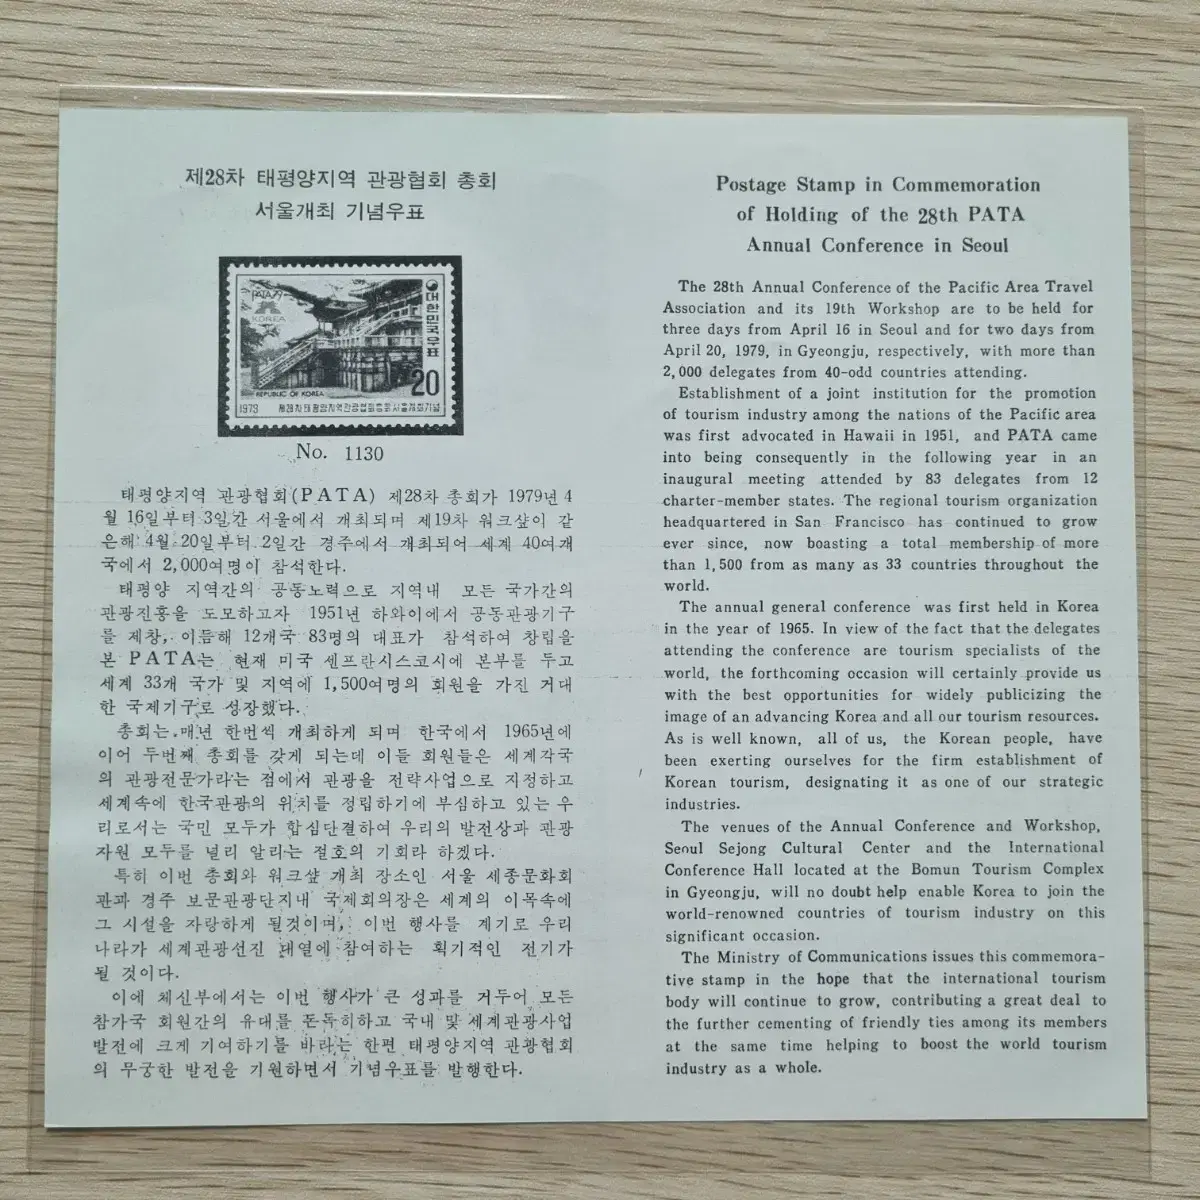 제28차 태평양지역 관광협회 총회
서울개최 기념우표
PATA79
KOREA
대한민국우표
20
REPUBLIC OF KOREA
1979 제28차태평양지역관광협회총회서울개최기념
No. 1130
태평양지역 관광협회(PATA) 제28차 총회가 1979년 4
월 16일부터 3일간 서울에서 개최되며 제19차 워크샾이 같
은해 4월 20일부터 2일간 경주에서 개최되어 세계 40여개
국에서 2,000여명이 참석한다.
태평양 지역간의 공동노력으로 지역내 모든 국가간의
관광진흥을 도모하고자 1951년 하와이에서 공동관광기구
를 제창, 이듬해 12개국 83명의 대표가 참석하여 창립을
본 PATA는 현재 미국 샌프란시스코시에 본부를 두고
세계 33개 국가 및 지역에 1,500여명의 회원을 가진 거대
한 국제기구로 성장했다.
총회는 매년 한번씩 개최하게 되며 한국에서 1965년에
이어 두번째 총회를 갖게 되는데 이들 회원들은 세계각국
의 관광전문가라는 점에서 관광을 전략사업으로 지정하고
세계속에 한국관광의 위치를 정립하기에 부심하고 있는 우
리로서는 국민 모두가 합심단결하여 우리의 발전상과 관광
자원 모두를 널리 알리는 절호의 기회라 하겠다.
특히 이번 총회와 워크샾 개최 장소인 서울 세종문화회
관과 경주 보문관광단지내 국제회의장은 세계의 이목속에
그 시설을 자랑하게 될것이며, 이번 행사를 계기로 우리
나라가 세계관광선진 대열에 참여하는 획기적인 전기가
될 것이다.
이에 체신부에서는 이번 행사가 큰 성과를 거두어 모든
참가국 회원간의 유대를 돈독히하고 국내 및 세계관광사업
발전에 크게 기여하기를 바라는 한편 태평양지역 관광협회
의 무궁한 발전을 기원하면서 기념우표를 발행한다.
Postage Stamp in Commemoration
of Holding of the 28th PATA
Annual Conference in Seoul
The 28th Annual Conference of the Pacific Area Travel
Association and its 19th Workshop are to be held for
three days from April 16 in Seoul and for two days from
April 20, 1979, in Gyeongju, respectively, with more than
2,000 delegates from 40-odd countries attending.
Establishment of a joint institution for the promotion
of tourism industry among the nations of the Pacific area
was first advocated in Hawaii in 1951, and PATA came
into being consequently in the following year in an
inaugural meeting attended by 83 delegates from 12
charter-member states. The regional tourism organization
headquartered in San Francisco has continued to grow
ever since, now boasting a total membership of more
than 1,500 from as many as 33 countries throughout the
world.
The annual general conference was first held in Korea
in the year of 1965. In view of the fact that the delegates
attending the conference are tourism specialists of the
world, the forthcoming occasion will certainly provide us
with the best opportunities for widely publicizing the
image of an advancing Korea and all our tourism resources.
As is well known, all of us, the Korean people, have
been exerting ourselves for the firm establishment of
Korean tourism, designating it as one of our strategic
industries.
The venues of the Annual Conference and Workshop,
Seoul Sejong Cultural Center and the International
Conference Hall located at the Bomun Tourism Complex
in Gyeongju, will no doubt help enable Korea to join the
world-renowned countries of tourism industry on this
significant occasion.
The Ministry of Communications issues this commemora-
tive stamp in the hope that the international tourism
body will continue to grow, contributing a great deal to
the further cementing of friendly ties among its members
at the same time helping to boost the world tourism
industry as a whole.